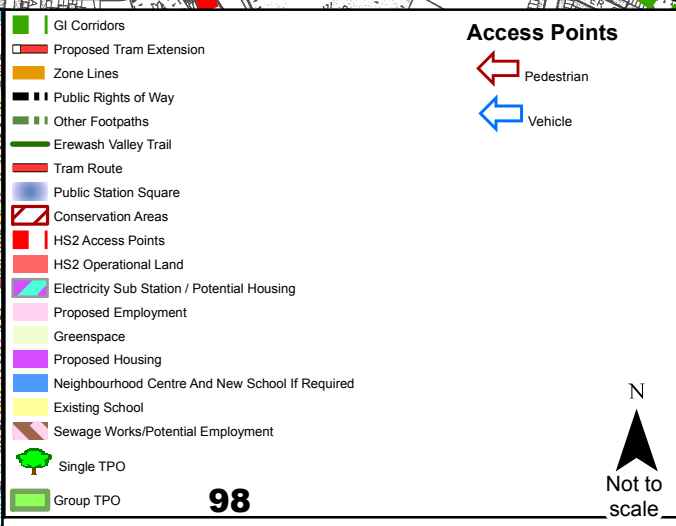 GI Corridors
Proposed Tram Extension
Zone Lines
Public Rights of Way
Other Footpaths
Erewash Valley Trail
Tram Route
Public Station Square
Conservation Areas
HS2 Access Points
HS2 Operational Land
Electricity Sub Station / Potential Housing
Proposed Employment
Greenspace
Proposed Housing
Neighbourhood Centre And New School If Required
Existing School
Sewage Works/Potential Employment
Single TPO
Group TPO
98
Access Points
Pedestrian
Vehicle
N
Not to
scale